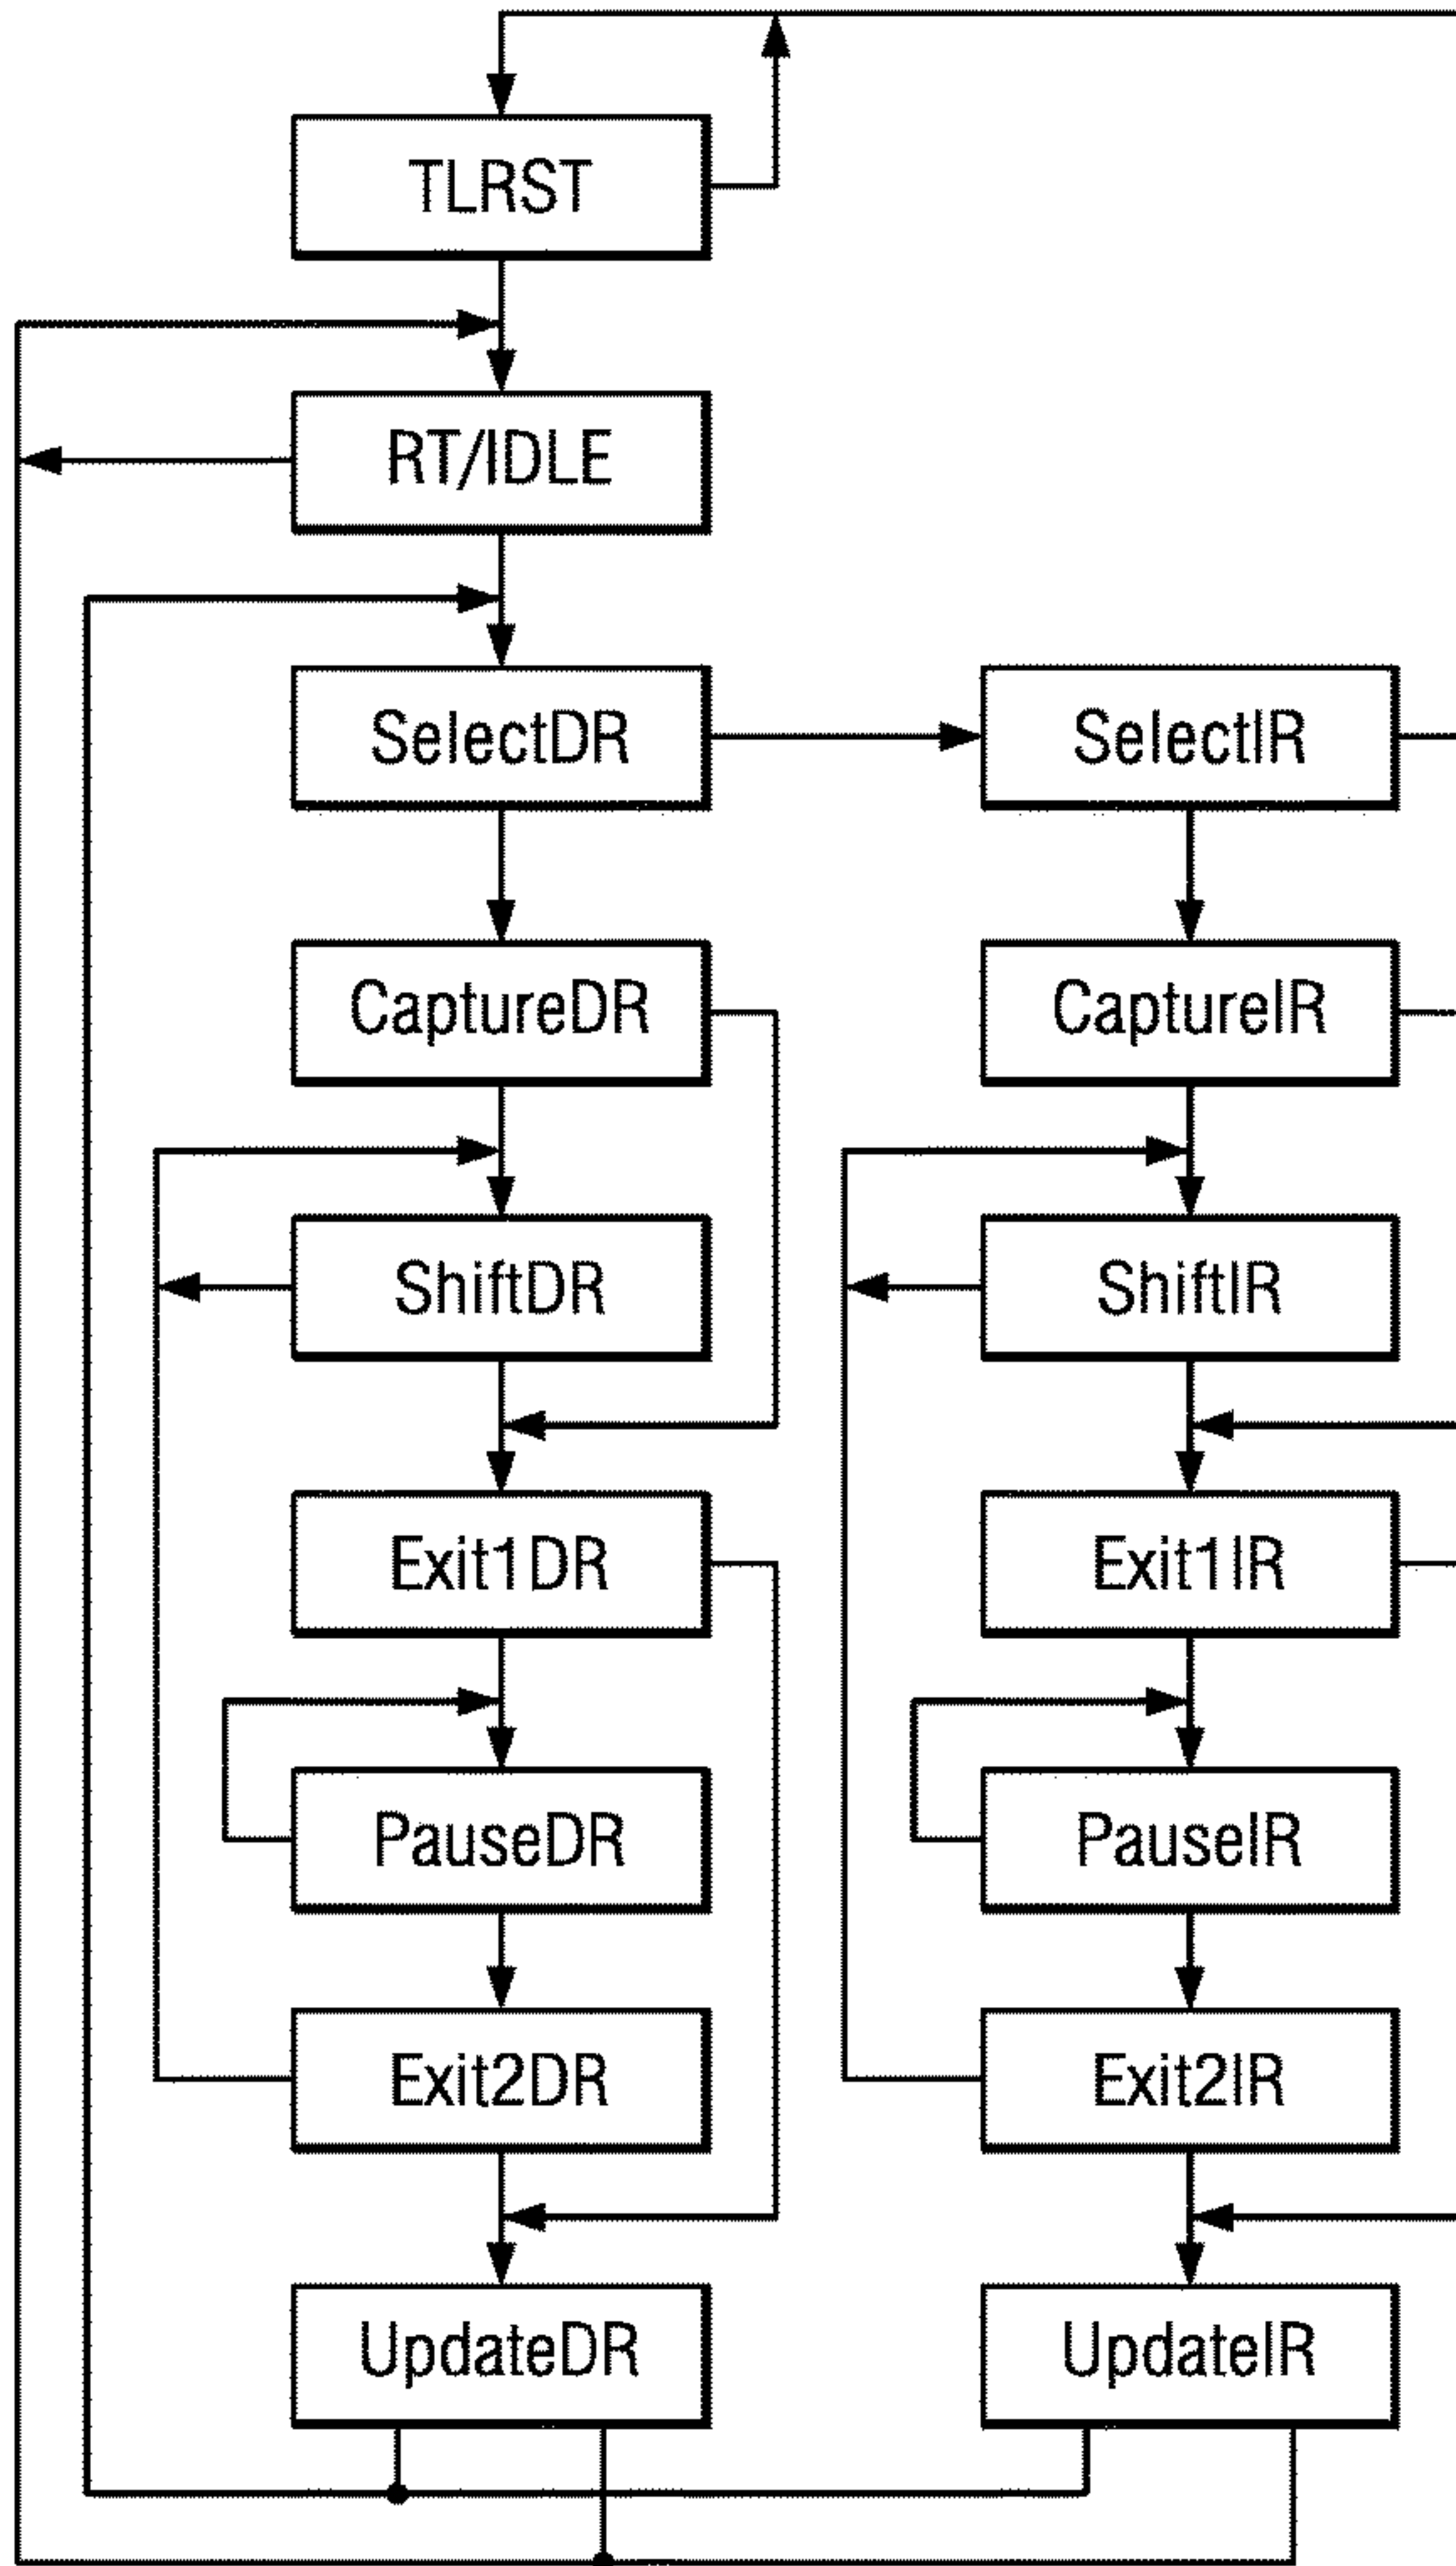 TLRST
RT/IDLE
SelectDR
SelectIR
CaptureDR
CaptureIR
ShiftDR
ShiftIR
Exit1DR
Exit1IR
PauseDR
PauseIR
Exit2DR
Exit2IR
UpdateDR
UpdateIR